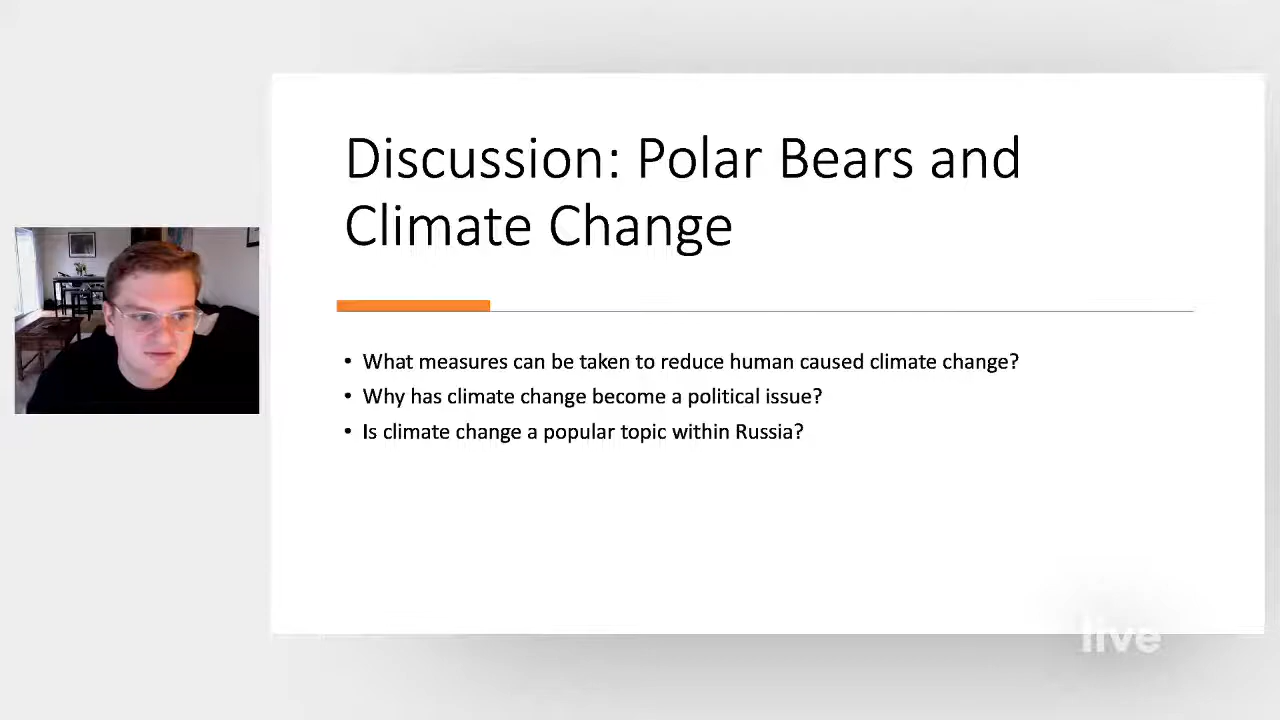 Discussion: Polar Bears and
Climate Change
• What measures can be taken to reduce human caused climate change?
• Why has climate change become a political issue?
• Is climate change a popular topic within Russia?
live